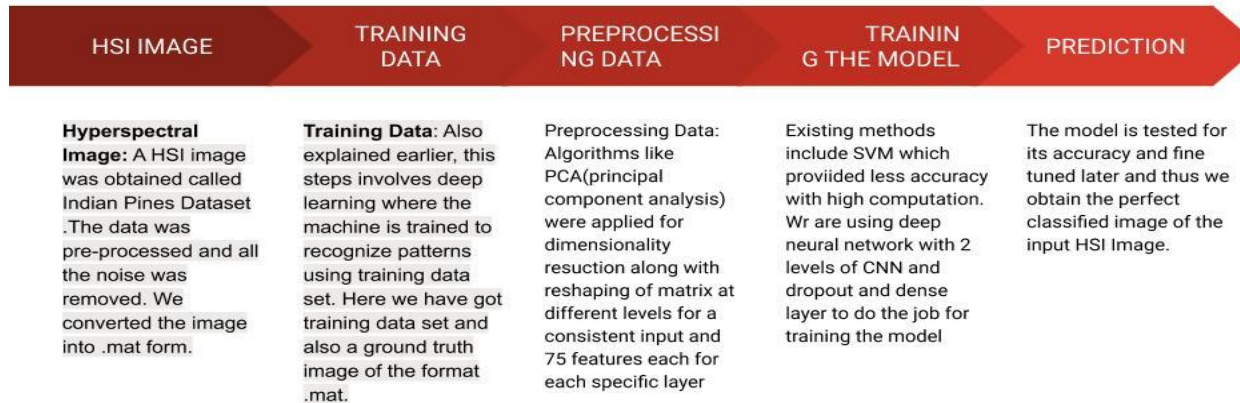 HSI IMAGE
TRAINING
DATA
PREPROCESSI
NG DATA
TRAININ
G THE MODEL
PREDICTION
Hyperspectral
Image: A HSI image
was obtained called
Indian Pines Dataset
.The data was
pre-processed and all
the noise was
removed. We
converted the image
into .mat form.
Training Data: Also
explained earlier, this
steps involves deep
learning where the
machine is trained to
recognize patterns
using training data
set. Here we have got
training data set and
also a ground truth
image of the format
.mat.
Preprocessing Data:
Algorithms like
PCA(principal
component analysis)
were applied for
dimensionality
resuction along with
reshaping of matrix at
different levels for a
consistent input and
75 features each for
each specific layer
Existing methods
include SVM which
proviided less accuracy
with high computation.
Wr are using deep
neural network with 2
levels of CNN and
dropout and dense
layer to do the job for
training the model
The model is tested for
its accuracy and fine
tuned later and thus we
obtain the perfect
classified image of the
input HSI Image.